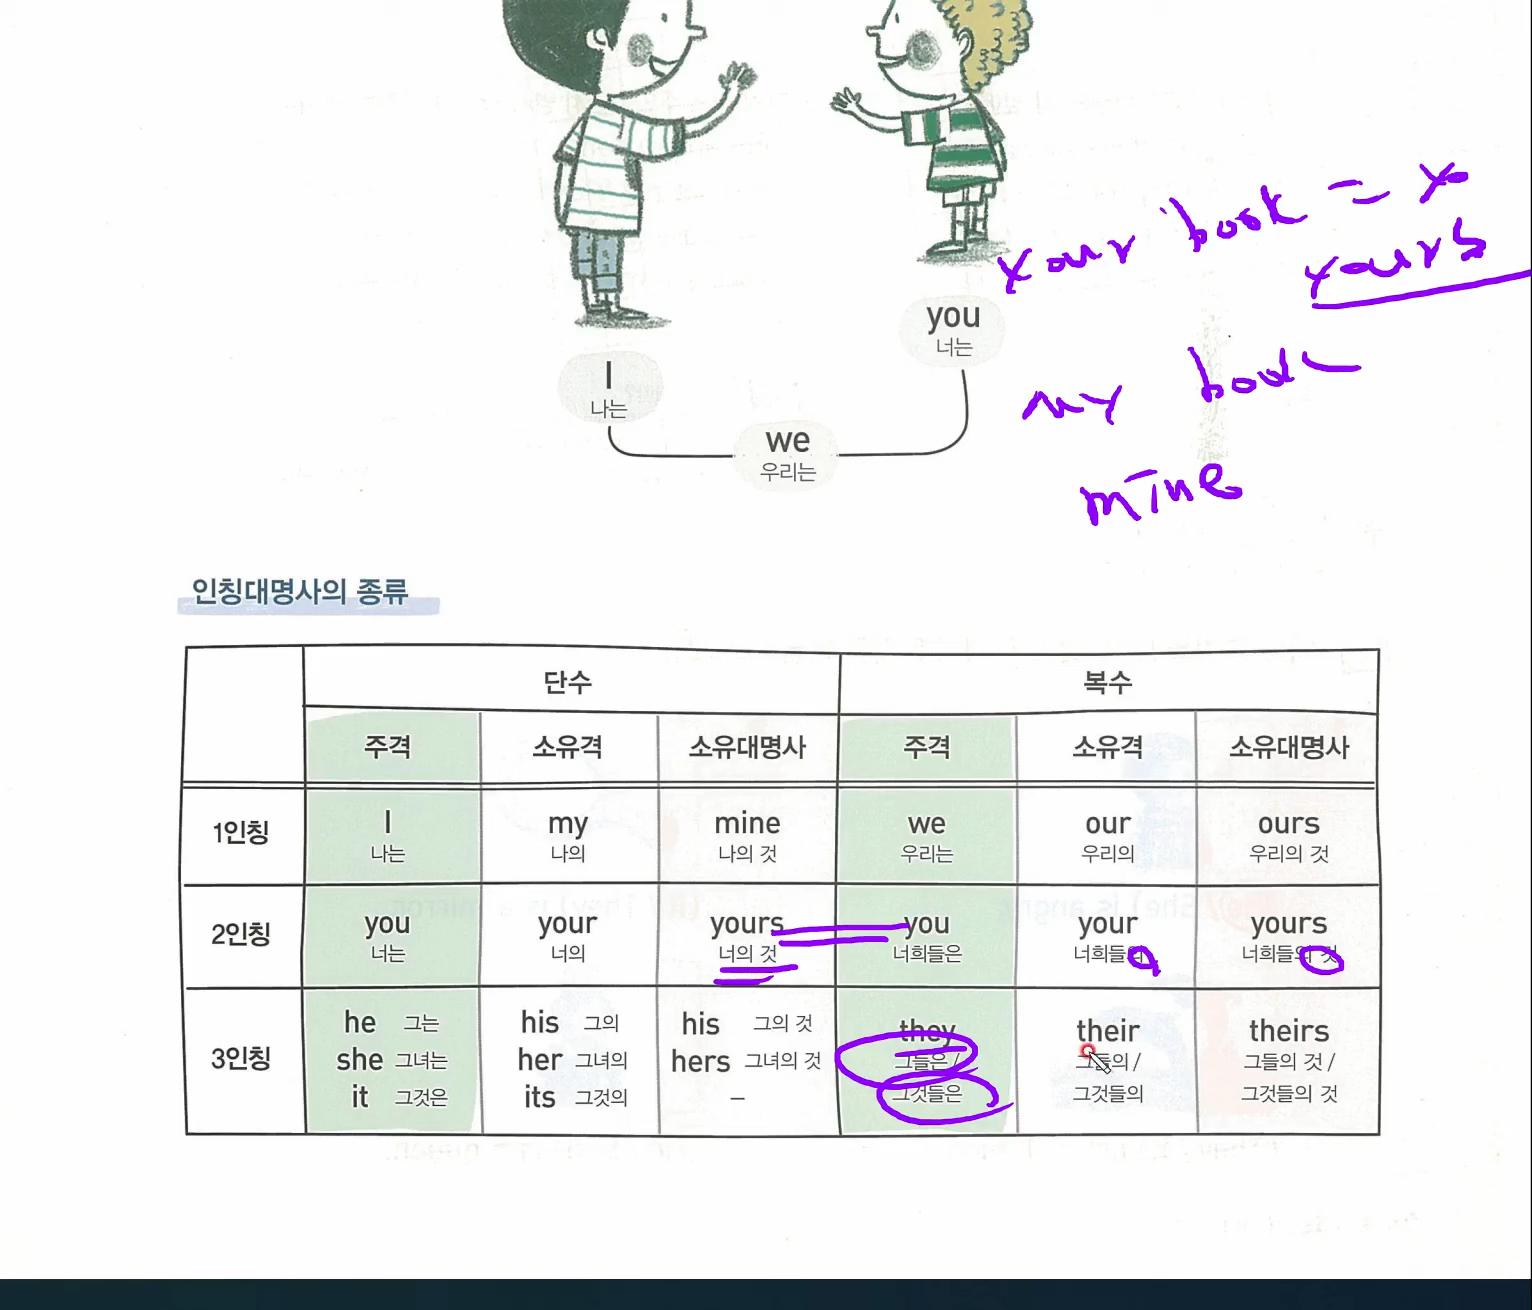 your book =
yours
you
너는
I
나는
my book
we
우리는
mine
인칭대명사의 종류
단수 복수
주격 소유격 소유대명사 주격 소유격 소유대명사
1인칭 I my mine we our ours
나는 나의 나의 것 우리는 우리의 우리의 것
2인칭 you your yours you your yours
너는 너의 너의 것 너희들은 너희들의 너희들의 것
3인칭 he 그는 his 그의 his 그의 것 they their theirs
she 그녀는 her 그녀의 hers 그녀의 것 그들은 / 그들의 / 그들의 것 /
it 그것은 its 그것의 – 그것들은 그것들의 그것들의 것